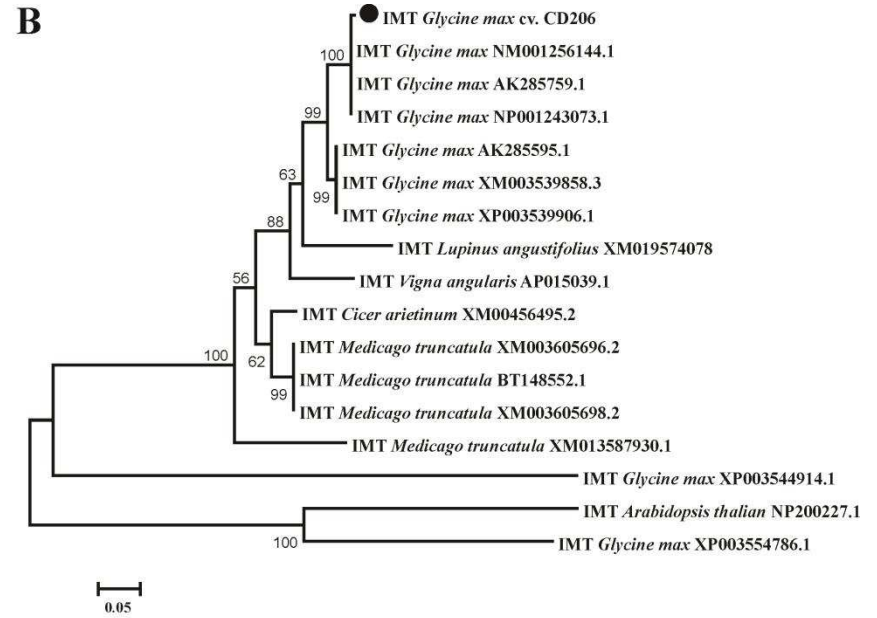 B
IMT Glycine max cv. CD206
100
IMT Glycine max NM001256144.1
IMT Glycine max AK285759.1
99
IMT Glycine max NP001243073.1
IMT Glycine max AK285595.1
63
IMT Glycine max XM003539858.3
99
IMT Glycine max XP003539906.1
88
IMT Lupinus angustifolius XM019574078
56
IMT Vigna angularis AP015039.1
IMT Cicer arietinum XM00456495.2
100
62
IMT Medicago truncatula XM003605696.2
IMT Medicago truncatula BT148552.1
99
IMT Medicago truncatula XM003605698.2
IMT Medicago truncatula XM013587930.1
IMT Glycine max XP003544914.1
IMT Arabidopsis thalian NP200227.1
100
IMT Glycine max XP003554786.1
0.05